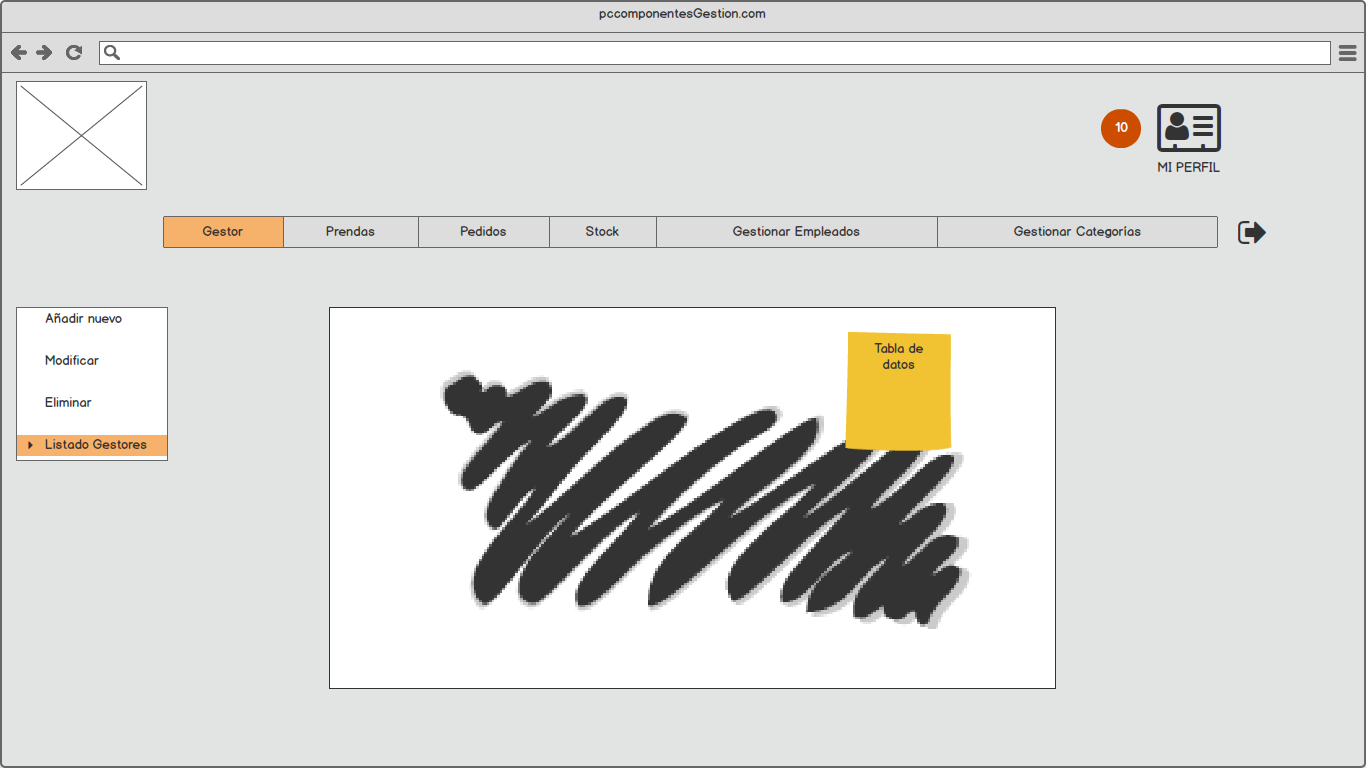 pccomponentesGestion.com
10
MI PERFIL
Gestor
Prendas
Pedidos
Stock
Gestionar Empleados
Gestionar Categorías
Añadir nuevo
Modificar
Eliminar
Listado Gestores
Tabla de
datos